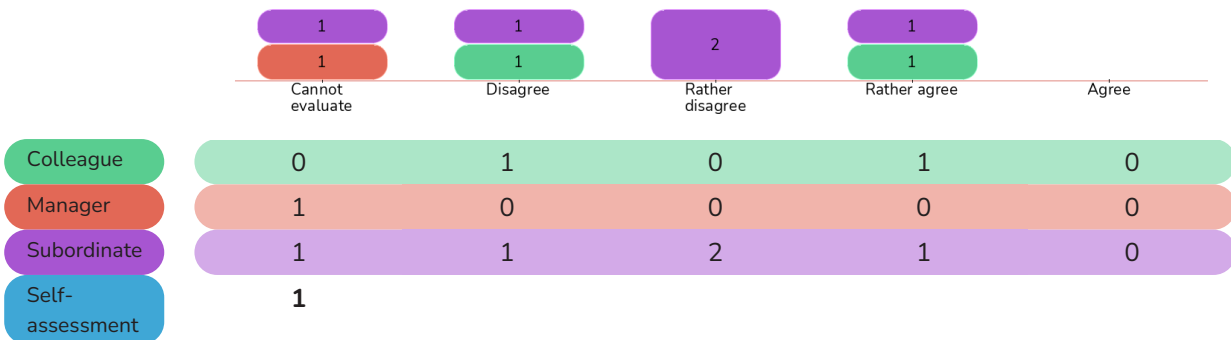 1 1 2 1
1 1 1
Cannot evaluate Disagree Rather disagree Rather agree Agree
Colleague 0 1 0 1 0
Manager 1 0 0 0 0
Subordinate 1 1 2 1 0
Self-
assessment 1